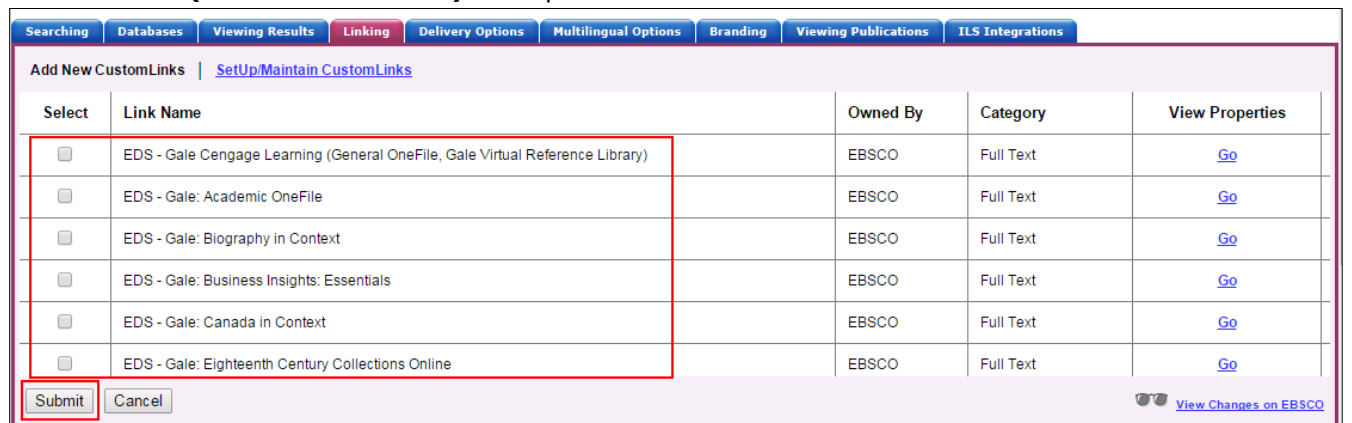 Searching Databases Viewing Results Linking Delivery Options Multilingual Options Branding Viewing Publications ILS Integrations
Add New CustomLinks | SetUp/Maintain CustomLinks
Select Link Name Owned By Category View Properties
EDS - Gale Cengage Learning (General OneFile, Gale Virtual Reference Library) EBSCO Full Text Go
EDS - Gale: Academic OneFile EBSCO Full Text Go
EDS - Gale: Biography in Context EBSCO Full Text Go
EDS - Gale: Business Insights: Essentials EBSCO Full Text Go
EDS - Gale: Canada in Context EBSCO Full Text Go
EDS - Gale: Eighteenth Century Collections Online EBSCO Full Text Go
Submit Cancel View Changes on EBSCO